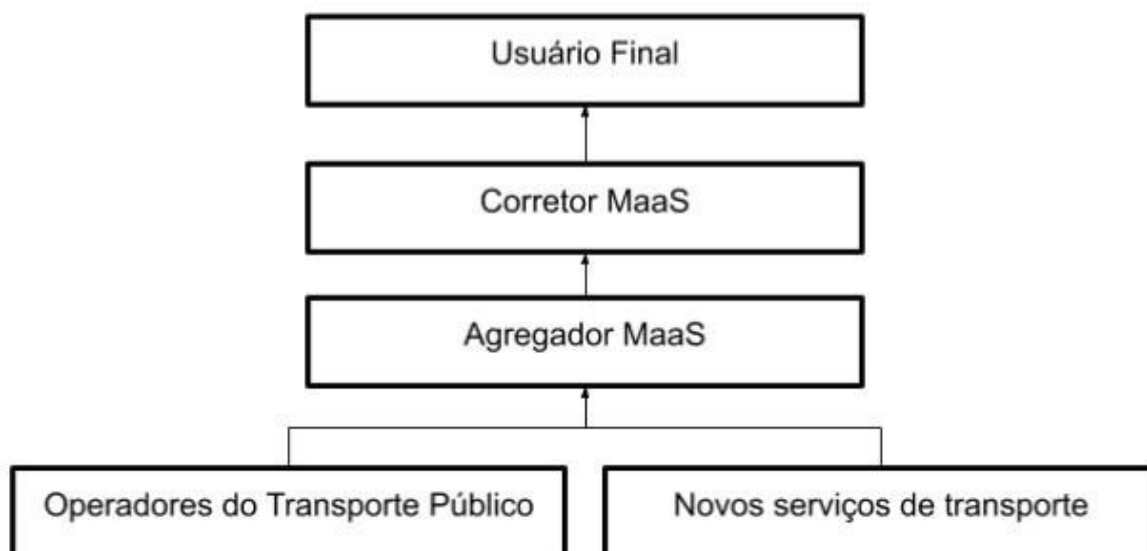 Usuário Final
Corretor MaaS
Agregador MaaS
Operadores do Transporte Público
Novos serviços de transporte